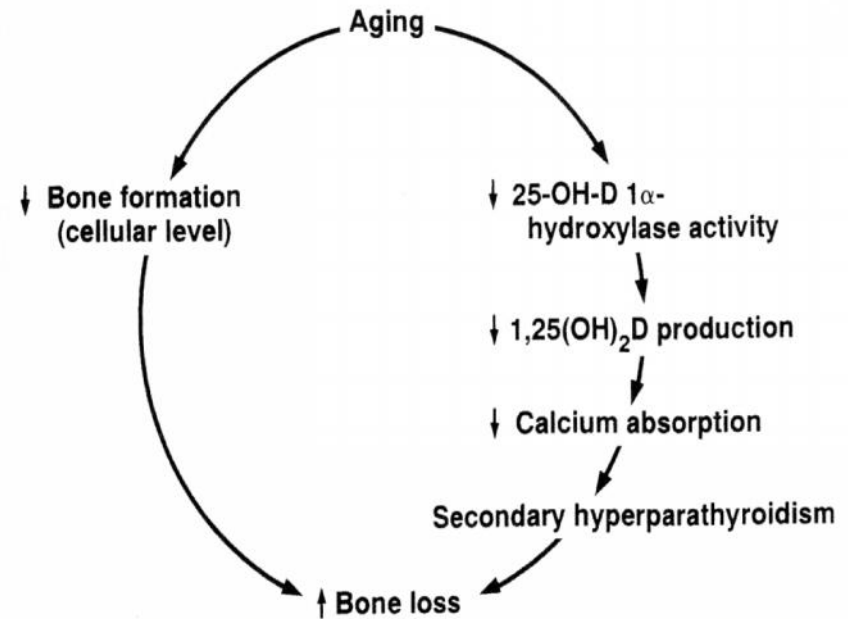 Aging
↓ Bone formation
(cellular level)
↓ 25-OH-D 1α-
hydroxylase activity
↓ 1,25(OH)₂D production
↓ Calcium absorption
Secondary hyperparathyroidism
↑ Bone loss